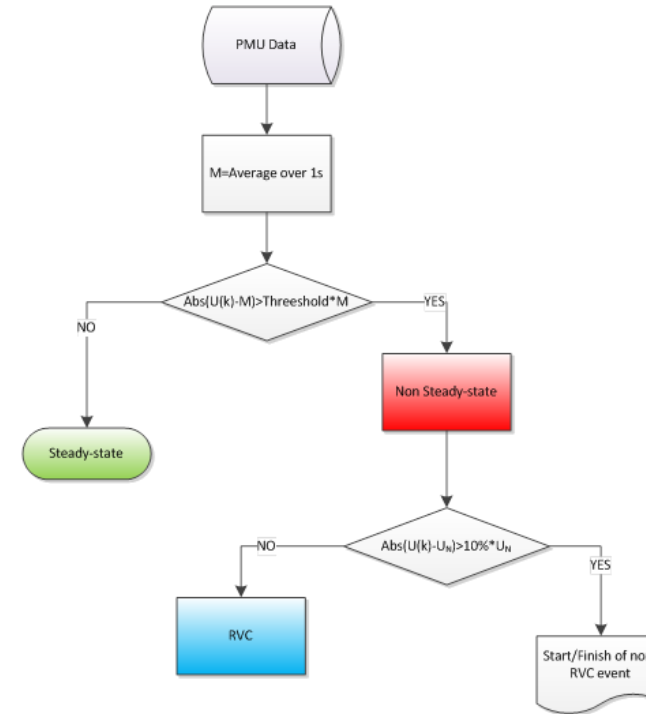 PMU Data
M=Average over 1s
Abs(U(k)-M)>Threeshold*M
NO
YES
Non Steady-state
Steady-state
Abs(U(k)-UN)>10%*UN
NO
YES
RVC
Start/Finish of
RVC event